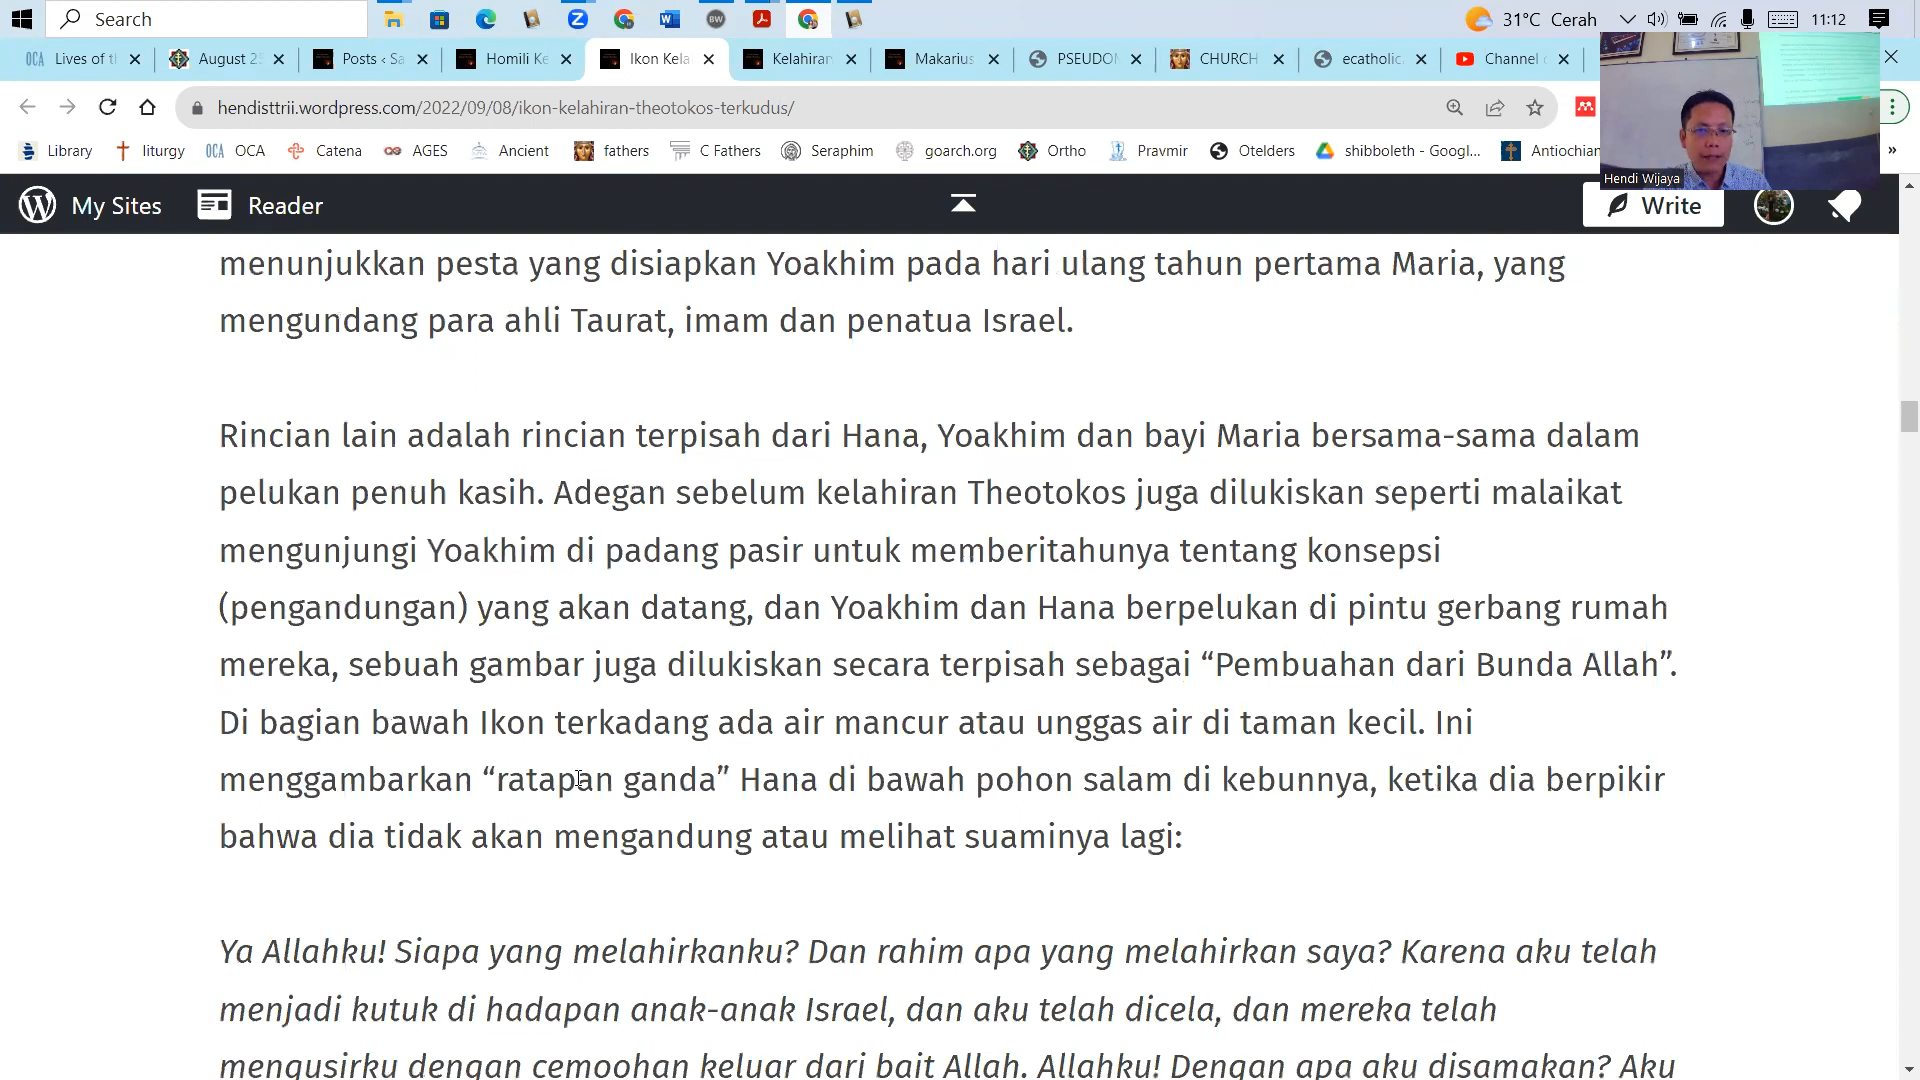 Search
31°C Cerah
11:12
OCA Lives of t
August 2
Posts ‹ Sa
Homili Ke
Ikon Kela
Kelahiran
Makarius
PSEUDO
CHURCH
ecatholic.
Channel
hendisttrii.wordpress.com/2022/09/08/ikon-kelahiran-theotokos-terkudus/
Library
liturgy
OCA OCA
Catena
AGES
Ancient
fathers
C Fathers
Seraphim
goarch.org
Ortho
Pravmir
Otelders
shibboleth - Googl...
Antiochian
»
Hendi Wijaya
My Sites
Reader
Write
menunjukkan pesta yang disiapkan Yoakhim pada hari ulang tahun pertama Maria, yang
mengundang para ahli Taurat, imam dan penatua Israel.
Rincian lain adalah rincian terpisah dari Hana, Yoakhim dan bayi Maria bersama-sama dalam
pelukan penuh kasih. Adegan sebelum kelahiran Theotokos juga dilukiskan seperti malaikat
mengunjungi Yoakhim di padang pasir untuk memberitahunya tentang konsepsi
(pengandungan) yang akan datang, dan Yoakhim dan Hana berpelukan di pintu gerbang rumah
mereka, sebuah gambar juga dilukiskan secara terpisah sebagai “Pembuahan dari Bunda Allah”.
Di bagian bawah Ikon terkadang ada air mancur atau unggas air di taman kecil. Ini
menggambarkan “ratapan ganda” Hana di bawah pohon salam di kebunnya, ketika dia berpikir
bahwa dia tidak akan mengandung atau melihat suaminya lagi:
Ya Allahku! Siapa yang melahirkanku? Dan rahim apa yang melahirkan saya? Karena aku telah
menjadi kutuk di hadapan anak-anak Israel, dan aku telah dicela, dan mereka telah
mengusirku dengan cemoohan keluar dari bait Allah. Allahku! Dengan apa aku disamakan? Aku